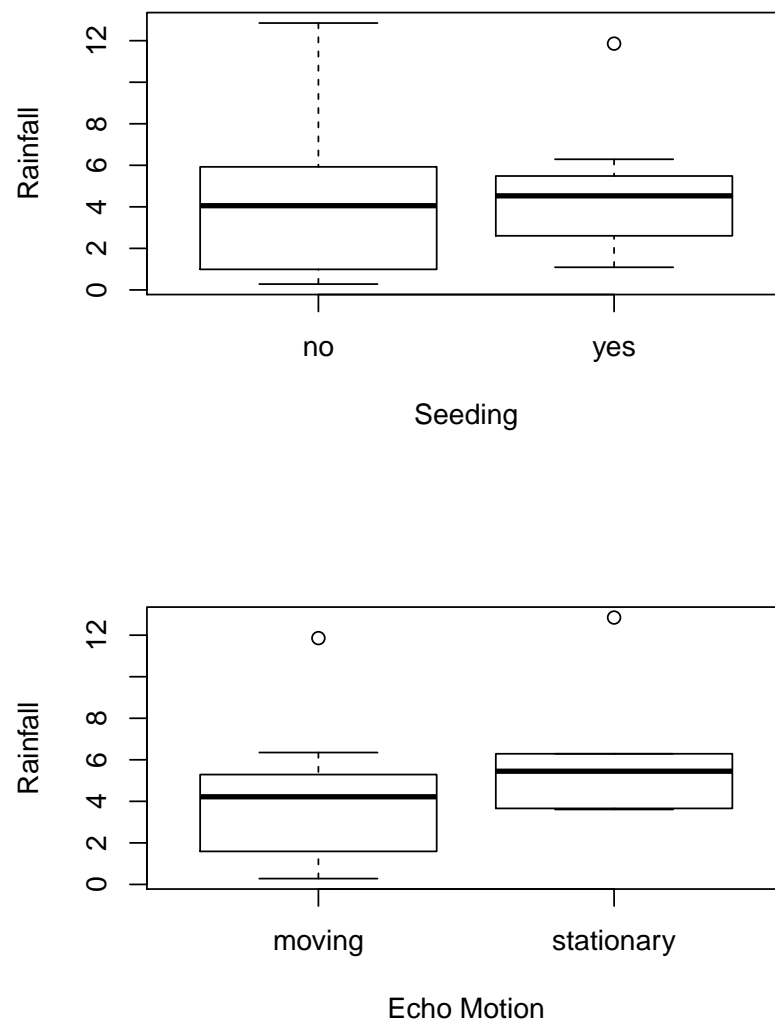 Rainfall
12
8
6
4
2
0
no yes
Seeding
Rainfall
12
8
6
4
2
0
moving stationary
Echo Motion